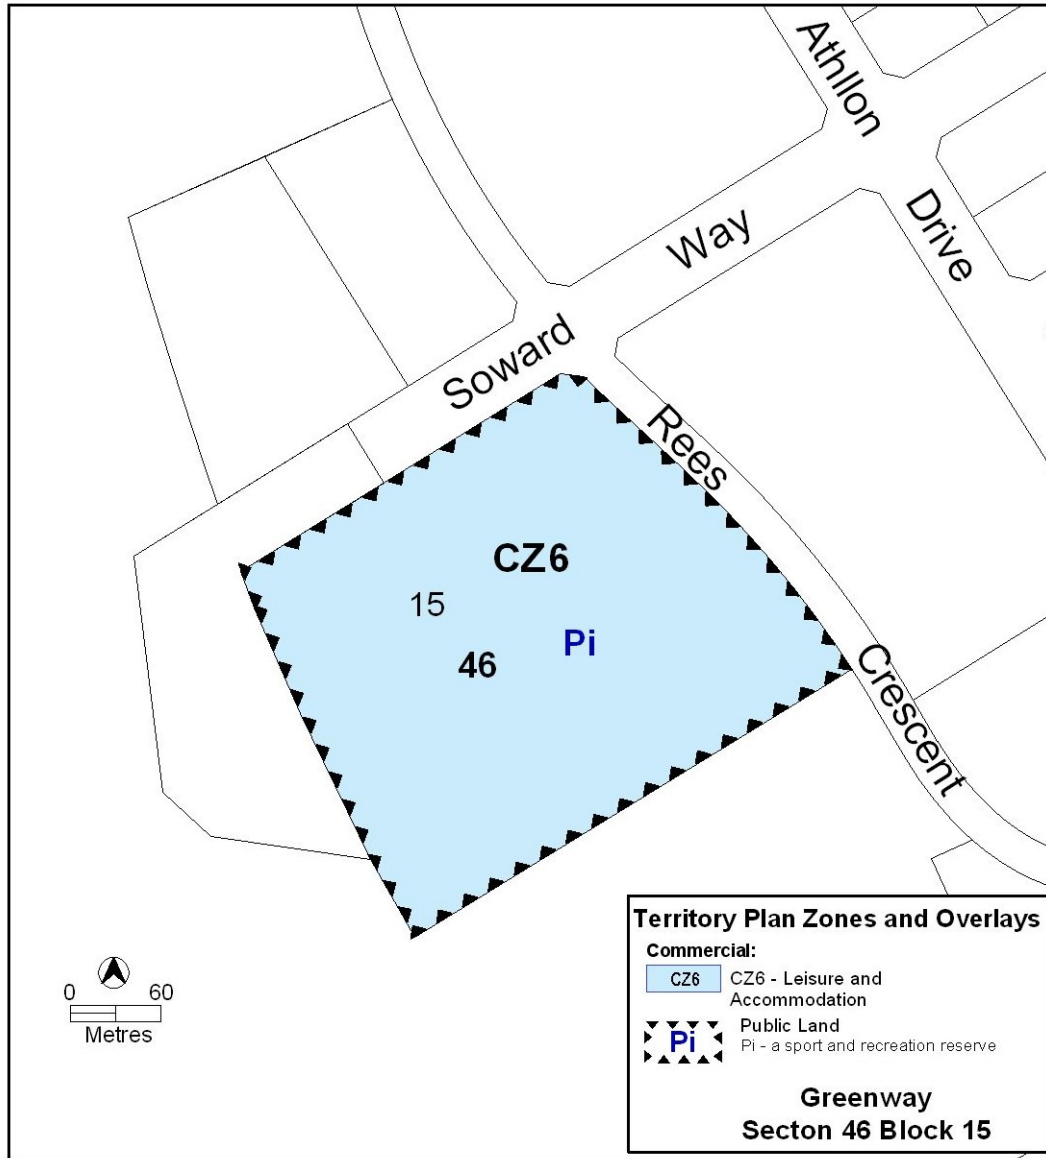 Athllon
Drive
Way
Soward
Rees
Crescent
CZ6
15
Pi
46
0 60
Metres
Territory Plan Zones and Overlays
Commercial:
CZ6 CZ6 - Leisure and
Accommodation
Pi Public Land
Pi - a sport and recreation reserve
Greenway
Secton 46 Block 15